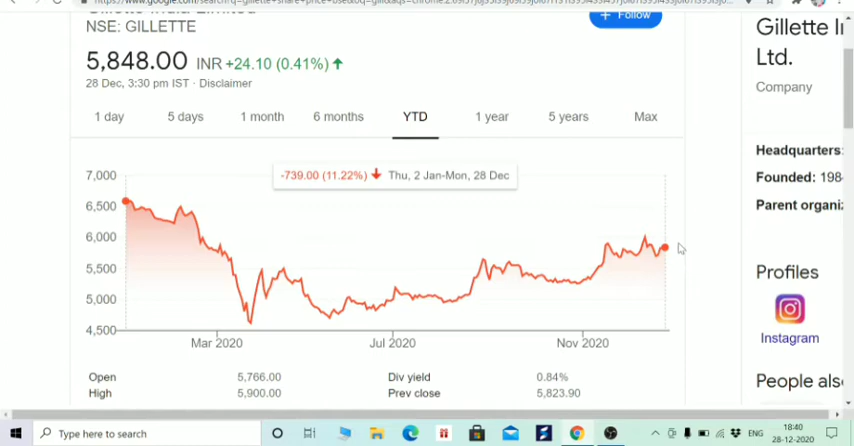 Gillette India Limited
NSE: GILLETTE
Follow
5,848.00 INR +24.10 (0.41%)
28 Dec, 3:30 pm IST · Disclaimer
1 day 5 days 1 month 6 months YTD 1 year 5 years Max
-739.00 (11.22%) Thu, 2 Jan-Mon, 28 Dec
7,000
6,500
6,000
5,500
5,000
4,500
Mar 2020 Jul 2020 Nov 2020
Open 5,766.00 Div yield 0.84%
High 5,900.00 Prev close 5,823.90
Gillette I
Ltd.
Company
Headquarters:
Founded: 198
Parent organi
Profiles
Instagram
People als
Type here to search
ENG
18:40
28-12-2020